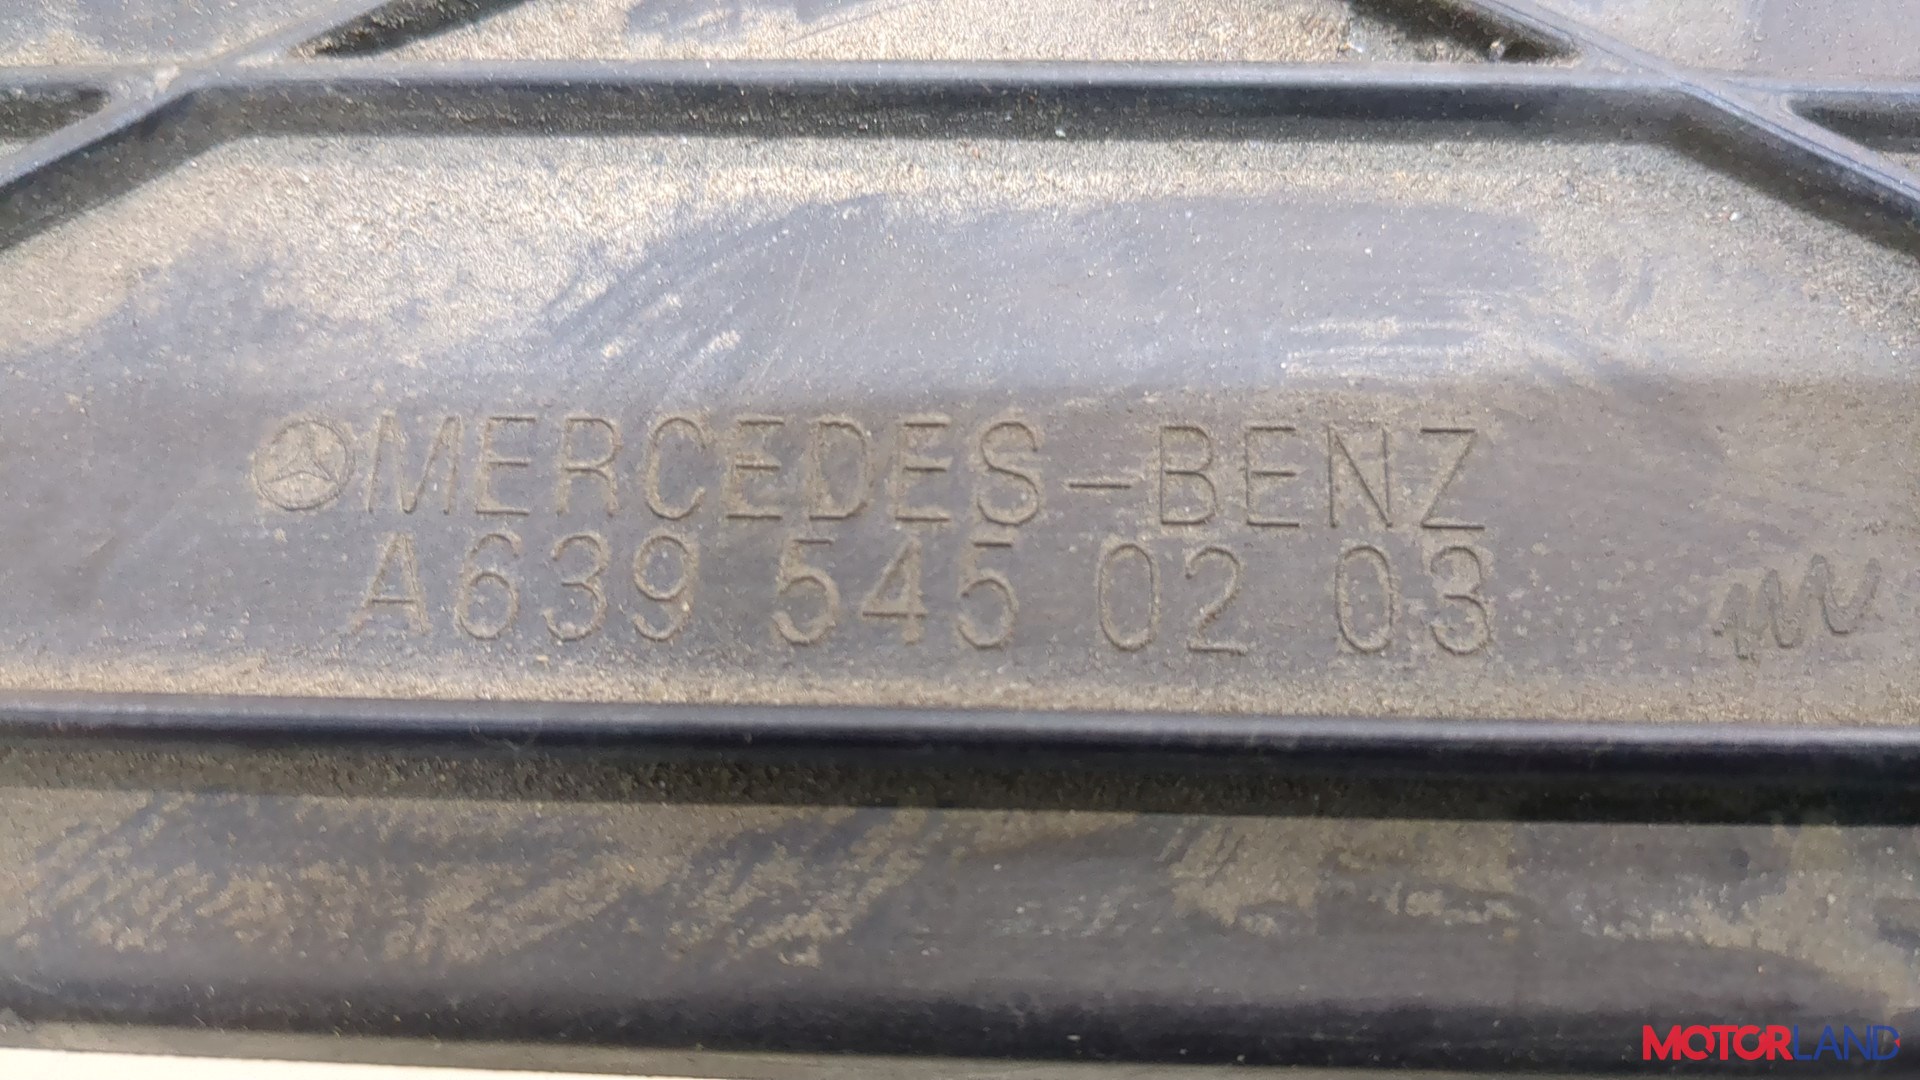 MERCEDES-BENZ
A639 545 02 03
MOTORLAND